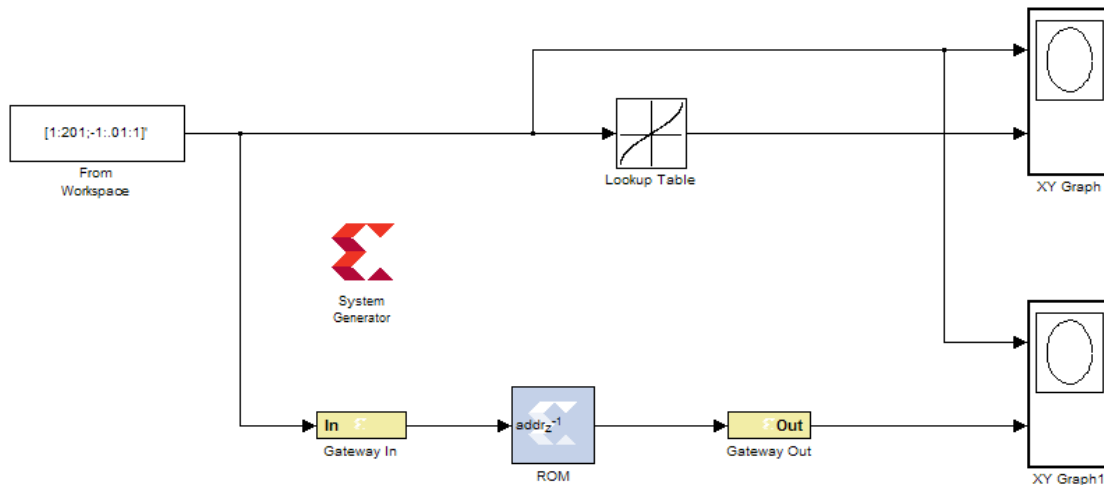 [1:201;-1:.01:1]'
From
Workspace
Lookup Table
XY Graph
System
Generator
In
Gateway In
addr z⁻¹
ROM
Out
Gateway Out
XY Graph1